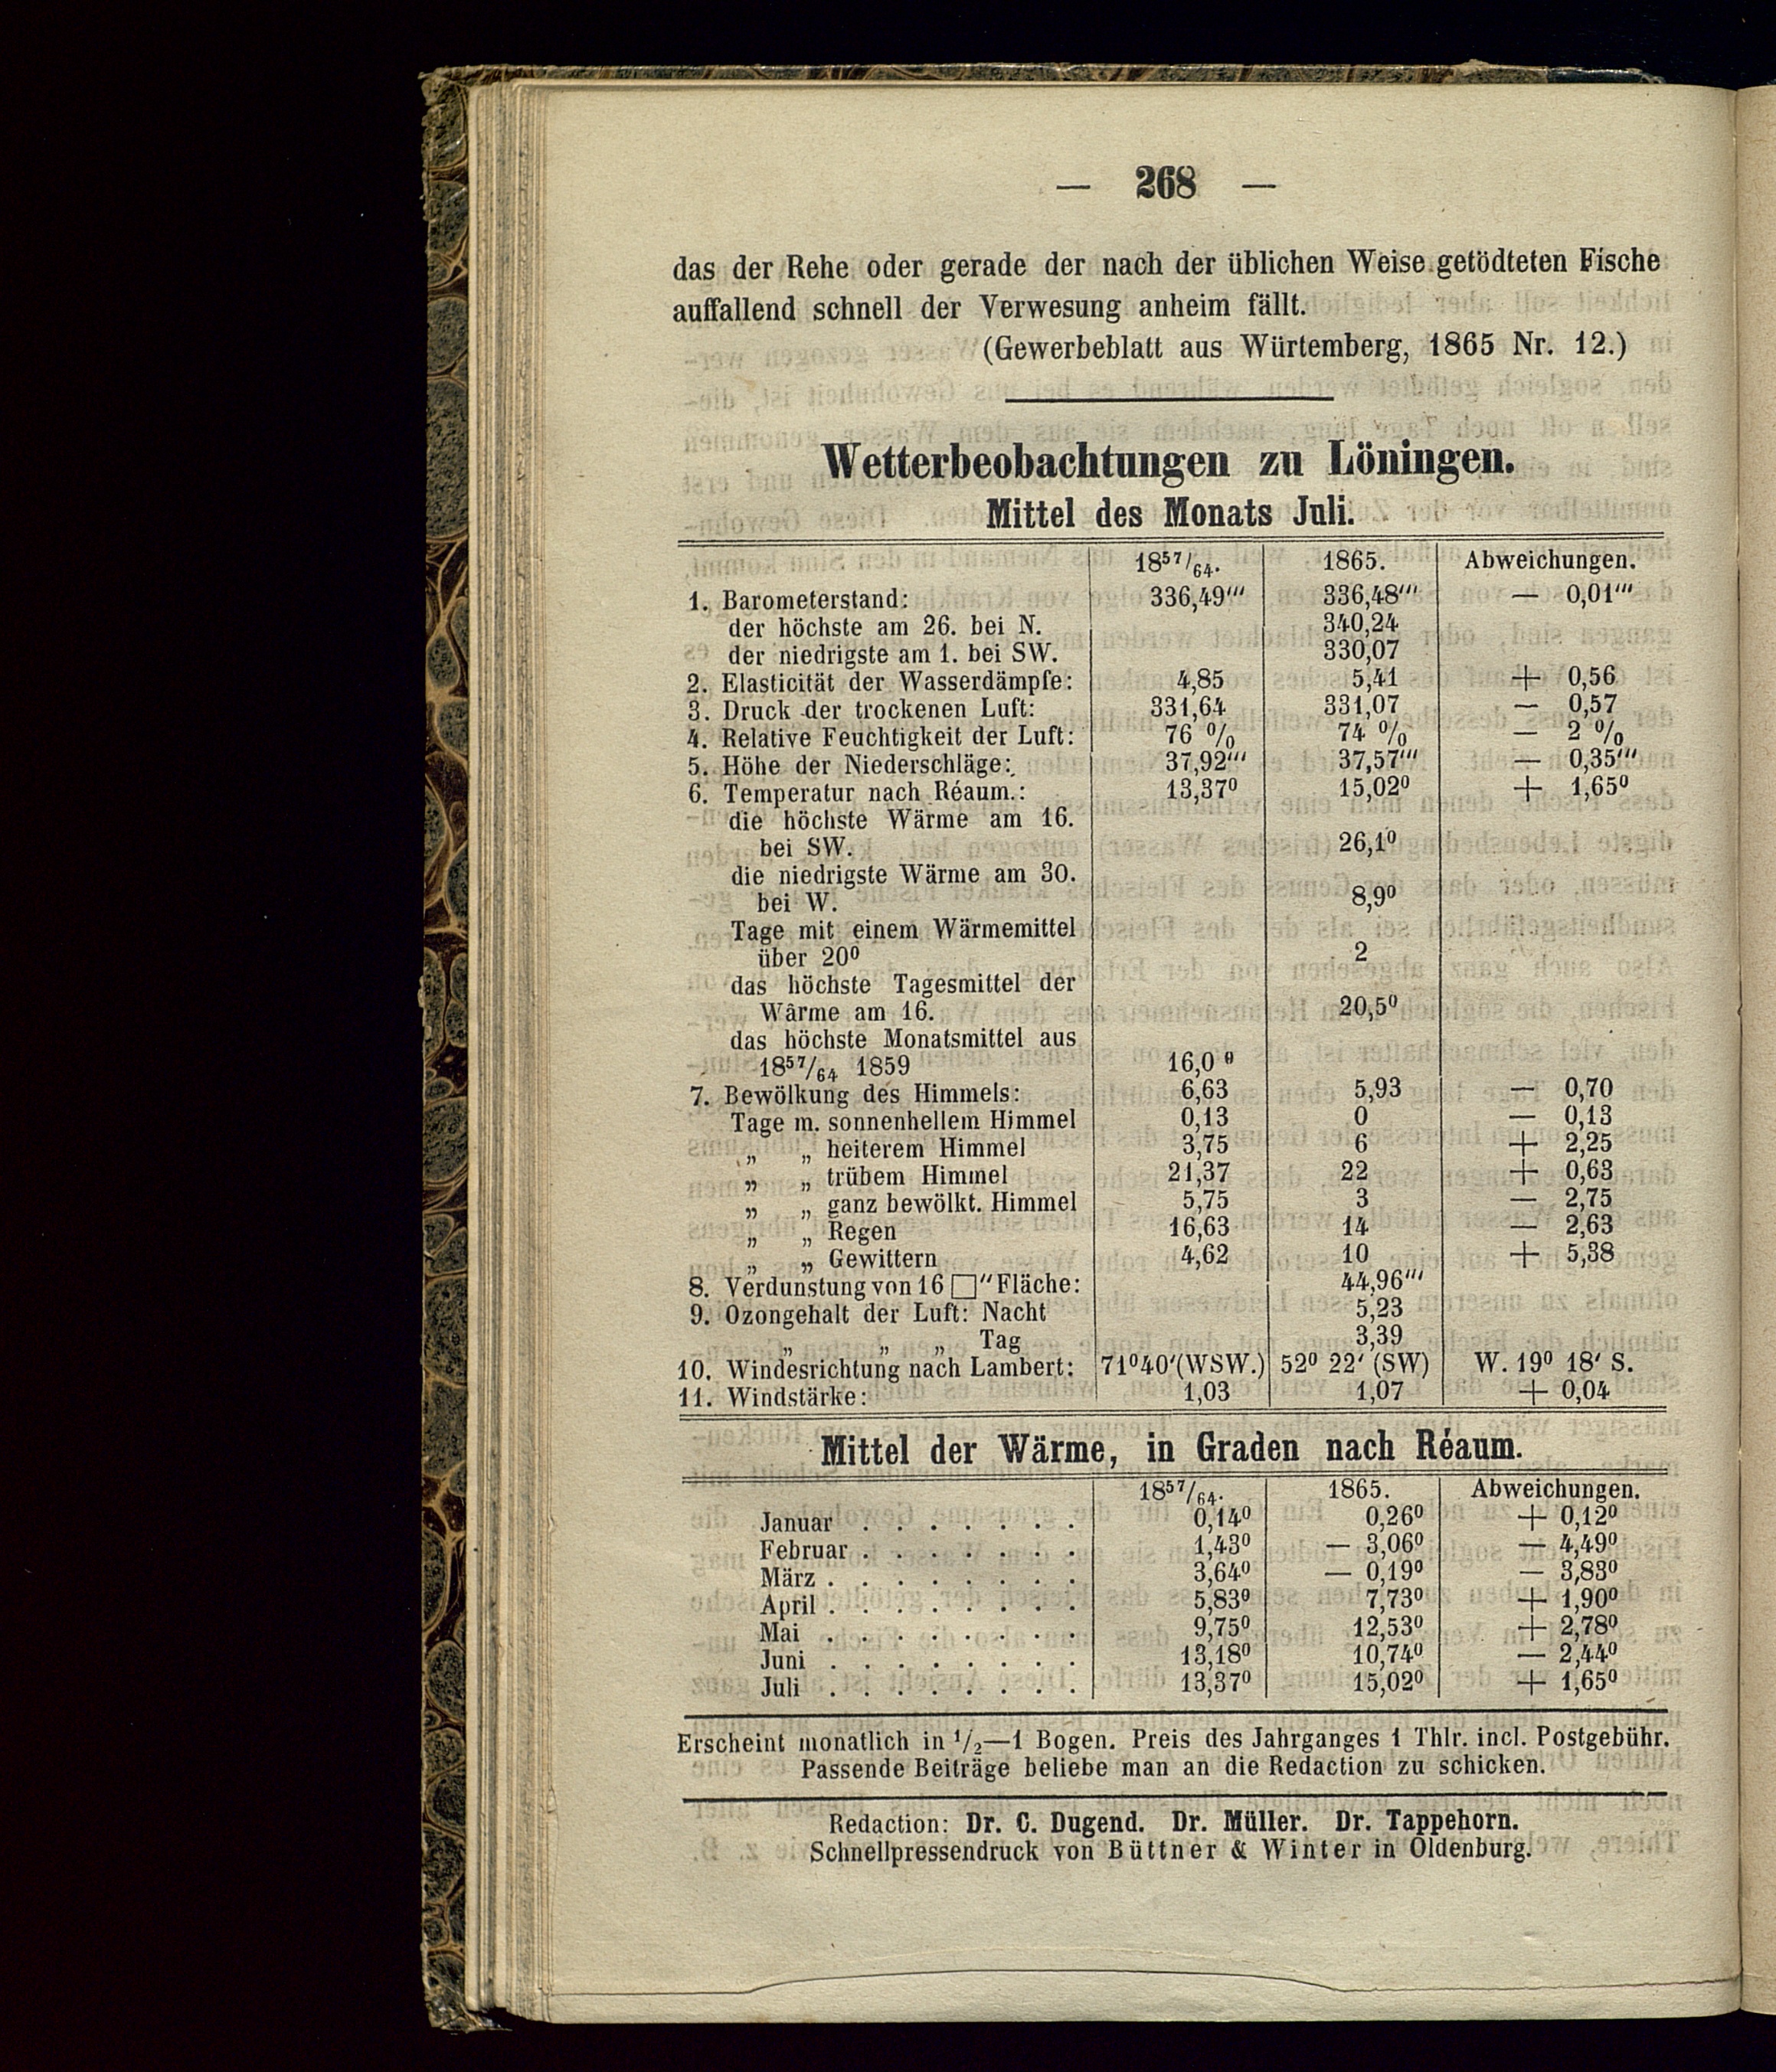 — 268 —
das der Rehe oder gerade der nach der üblichen Weise getödteten Fische
auffallend schnell der Verwesung anheim fällt.
(Gewerbeblatt aus Würtemberg, 1865 Nr. 12.)
Wetterbeobachtungen zu Löningen.
Mittel des Monats Juli.
18⁵⁷/₆₄. 1865. Abweichungen.
1. Barometerstand: 336,49''' 336,48''' — 0,01'''
der höchste am 26. bei N. 340,24
der niedrigste am 1. bei SW. 330,07
2. Elasticität der Wasserdämpfe: 4,85 5,41 + 0,56
3. Druck der trockenen Luft: 331,64 331,07 — 0,57
4. Relative Feuchtigkeit der Luft: 76 % 74 % — 2 %
5. Höhe der Niederschläge: 37,92''' 37,57''' — 0,35'''
6. Temperatur nach Réaum.: 13,37⁰ 15,02⁰ + 1,65⁰
die höchste Wärme am 16.
bei SW. 26,1⁰
die niedrigste Wärme am 30.
bei W. 8,9⁰
Tage mit einem Wärmemittel
über 20⁰ 2
das höchste Tagesmittel der
Wärme am 16. 20,5⁰
das höchste Monatsmittel aus
18⁵⁷/₆₄ 1859 16,0⁰
7. Bewölkung des Himmels: 6,63 5,93 — 0,70
Tage m. sonnenhellem Himmel 0,13 0 — 0,13
„ „ heiterem Himmel 3,75 6 + 2,25
„ „ trübem Himmel 21,37 22 + 0,63
„ „ ganz bewölkt. Himmel 5,75 3 — 2,75
„ „ Regen 16,63 14 — 2,63
„ „ Gewittern 4,62 10 + 5,38
8. Verdunstung von 16 □" Fläche: 44,96'''
9. Ozongehalt der Luft: Nacht 5,23
„ „ „ Tag 3,39
10. Windesrichtung nach Lambert: 71⁰40'(WSW.) 52⁰ 22' (SW) W. 19⁰ 18' S.
11. Windstärke: 1,03 1,07 + 0,04
Mittel der Wärme, in Graden nach Réaum.
18⁵⁷/₆₄. 1865. Abweichungen.
Januar . . . . . . . 0,14⁰ 0,26⁰ + 0,12⁰
Februar . . . . . . . 1,43⁰ — 3,06⁰ — 4,49⁰
März . . . . . . . . 3,64⁰ — 0,19⁰ — 3,83⁰
April . . . . . . . . 5,83⁰ 7,73⁰ + 1,90⁰
Mai . . . . . . . . 9,75⁰ 12,53⁰ + 2,78⁰
Juni . . . . . . . . 13,18⁰ 10,74⁰ — 2,44⁰
Juli . . . . . . . . 13,37⁰ 15,02⁰ + 1,65⁰
Erscheint monatlich in ¹/₂—1 Bogen. Preis des Jahrganges 1 Thlr. incl. Postgebühr.
Passende Beiträge beliebe man an die Redaction zu schicken.
Redaction: Dr. C. Dugend. Dr. Müller. Dr. Tappehorn.
Schnellpressendruck von Büttner & Winter in Oldenburg.